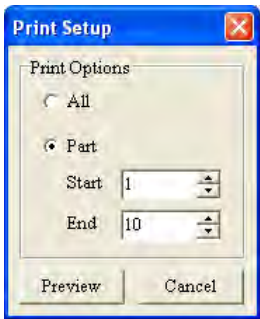 Print Setup
Print Options
All
Part
Start 1
End 10
Preview Cancel